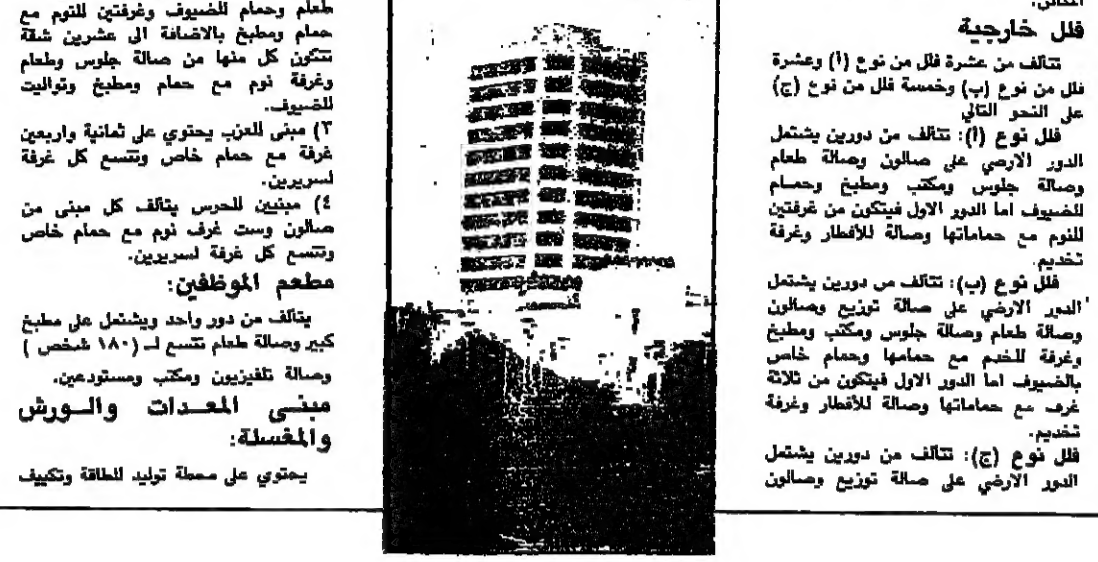 المكاتن.
فلل خارجية
تتألف من عشرة فلل من نوع (أ) وعشرة
فلل من نوع (ب) وخمسة فلل من نوع (ج)
على النحو التالي
فلل نوع (أ): تتألف من دورين يشتمل
الدور الارضي على صالون وصالة طعام
وصالة جلوس ومكتب ومطبخ وحمام
للضيوف اما الدور الاول فيتكون من غرفتين
للنوم مع حماماتها وصالة للأفطار وغرفة
تخديم.
فلل نوع (ب): تتألف من دورين يشتمل
الدور الارضي على صالة توزيع وصالون
وصالة طعام وصالة جلوس ومكتب ومطبخ
وغرفة للخدم مع حمامها وحمام خاص
بالضيوف اما الدور الاول فيتكون من ثلاثة
غرف مع حماماتها وصالة للأفطار وغرفة
تخديم.
فلل نوع (ج): تتألف من دورين يشتمل
الدور الارضي على صالة توزيع وصالون
طعام وحمام للضيوف وغرفتين للنوم مع
حمام ومطبخ بالاضافة الى عشرين شقة
تتكون كل منها من صالة جلوس وطعام
وغرفة نوم مع حمام ومطبخ وتواليت
للضيوف.
٣) مبنى للعزب يحتوي على ثمانية واربعين
غرفة مع حمام خاص وتتسع كل غرفة
لسريرين.
٤) مبنيين للحرس يتألف كل مبنى من
صالون وست غرف نوم مع حمام خاص
وتتسع كل غرفة لسريرين.
مطعم الموظفين:
يتألف من دور واحد ويشتمل على مطبخ
كبير وصالة طعام تتسع لـ (١٨٠ شخص )
وصالة تلفيزيون ومكتب ومستودعين.
مبنـى المعـدات والـورش
والمغسلة:
يحتوي على محطة توليد للطاقة وتكييف